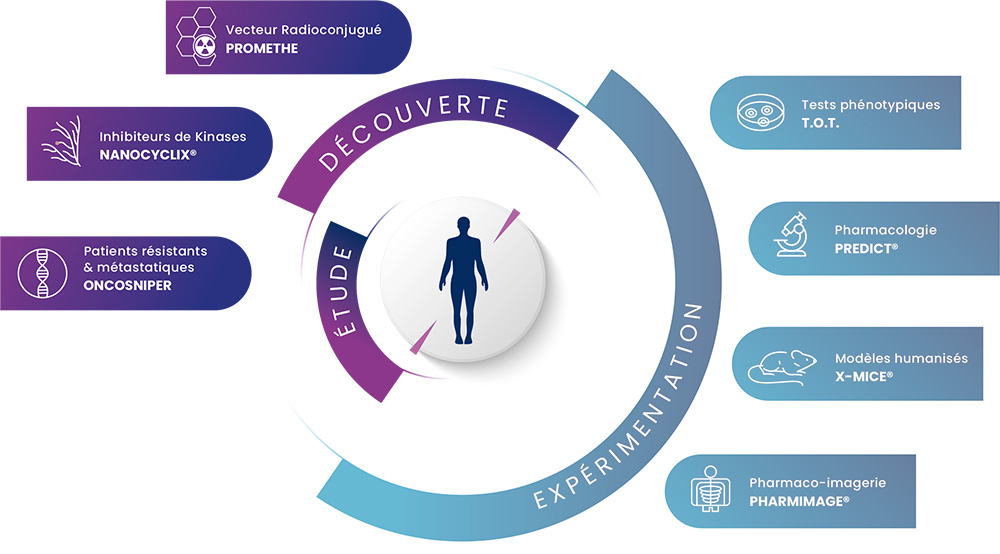 Vecteur Radioconjugué
PROMETHE
Inhibiteurs de Kinases
NANOCYCLIX®
Patients résistants
& métastatiques
ONCOSNIPER
DÉCOUVERTE
ÉTUDE
EXPÉRIMENTATION
Tests phénotypiques
T.O.T.
Pharmacologie
PREDICT®
Modèles humanisés
X-MICE®
Pharmaco-imagerie
PHARMIMAGE®